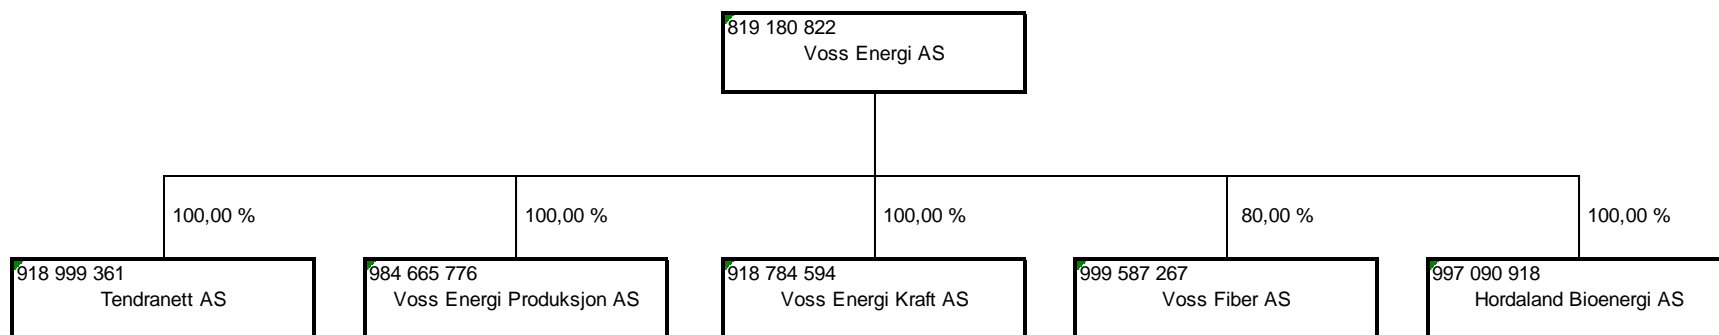 819 180 822
Voss Energi AS
100,00 %
100,00 %
100,00 %
80,00 %
100,00 %
918 999 361
Tendranett AS
984 665 776
Voss Energi Produksjon AS
918 784 594
Voss Energi Kraft AS
999 587 267
Voss Fiber AS
997 090 918
Hordaland Bioenergi AS